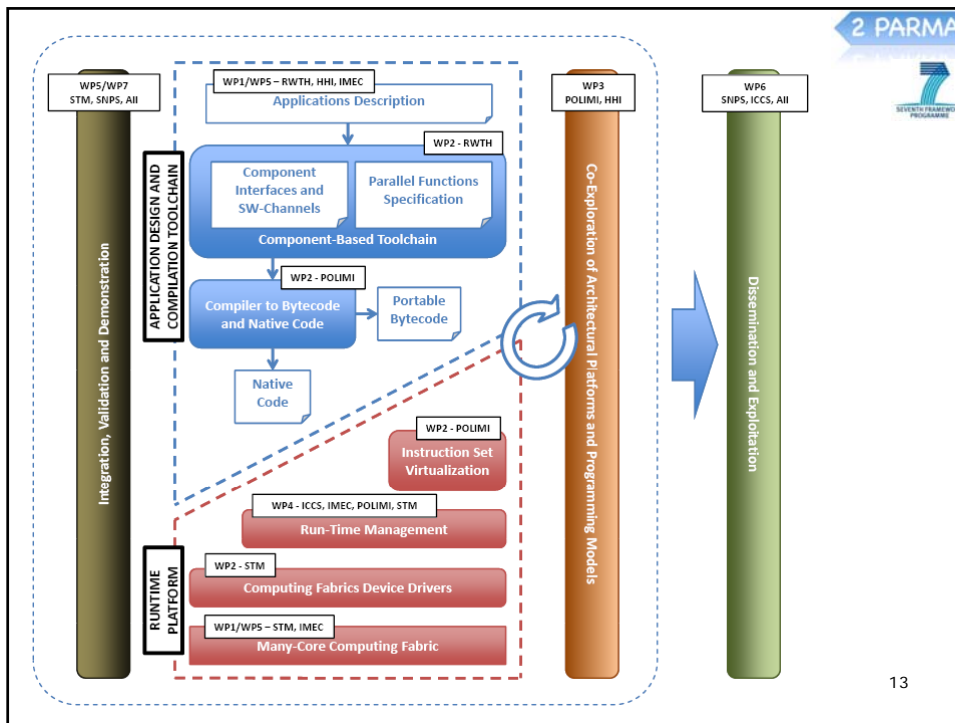 2 PARMA
SEVENTH FRAMEWORK
PROGRAMME
WP5/WP7
STM, SNPS, All
Integration, Validation and Demonstration
APPLICATION DESIGN AND
COMPILATION TOOLCHAIN
WP1/WP5 – RWTH, HHI, IMEC
Applications Description
WP2 - RWTH
Component
Interfaces and
SW-Channels
Parallel Functions
Specification
Component-Based Toolchain
WP2 - POLIMI
Compiler to Bytecode
and Native Code
Portable
Bytecode
Native
Code
RUNTIME
PLATFORM
WP2 - POLIMI
Instruction Set
Virtualization
WP4 - ICCS, IMEC, POLIMI, STM
Run-Time Management
WP2 - STM
Computing Fabrics Device Drivers
WP1/WP5 – STM, IMEC
Many-Core Computing Fabric
WP3
POLIMI, HHI
Co-Exploration of Architectural Platforms and Programming Models
WP6
SNPS, ICCS, All
Dissemination and Exploitation
13